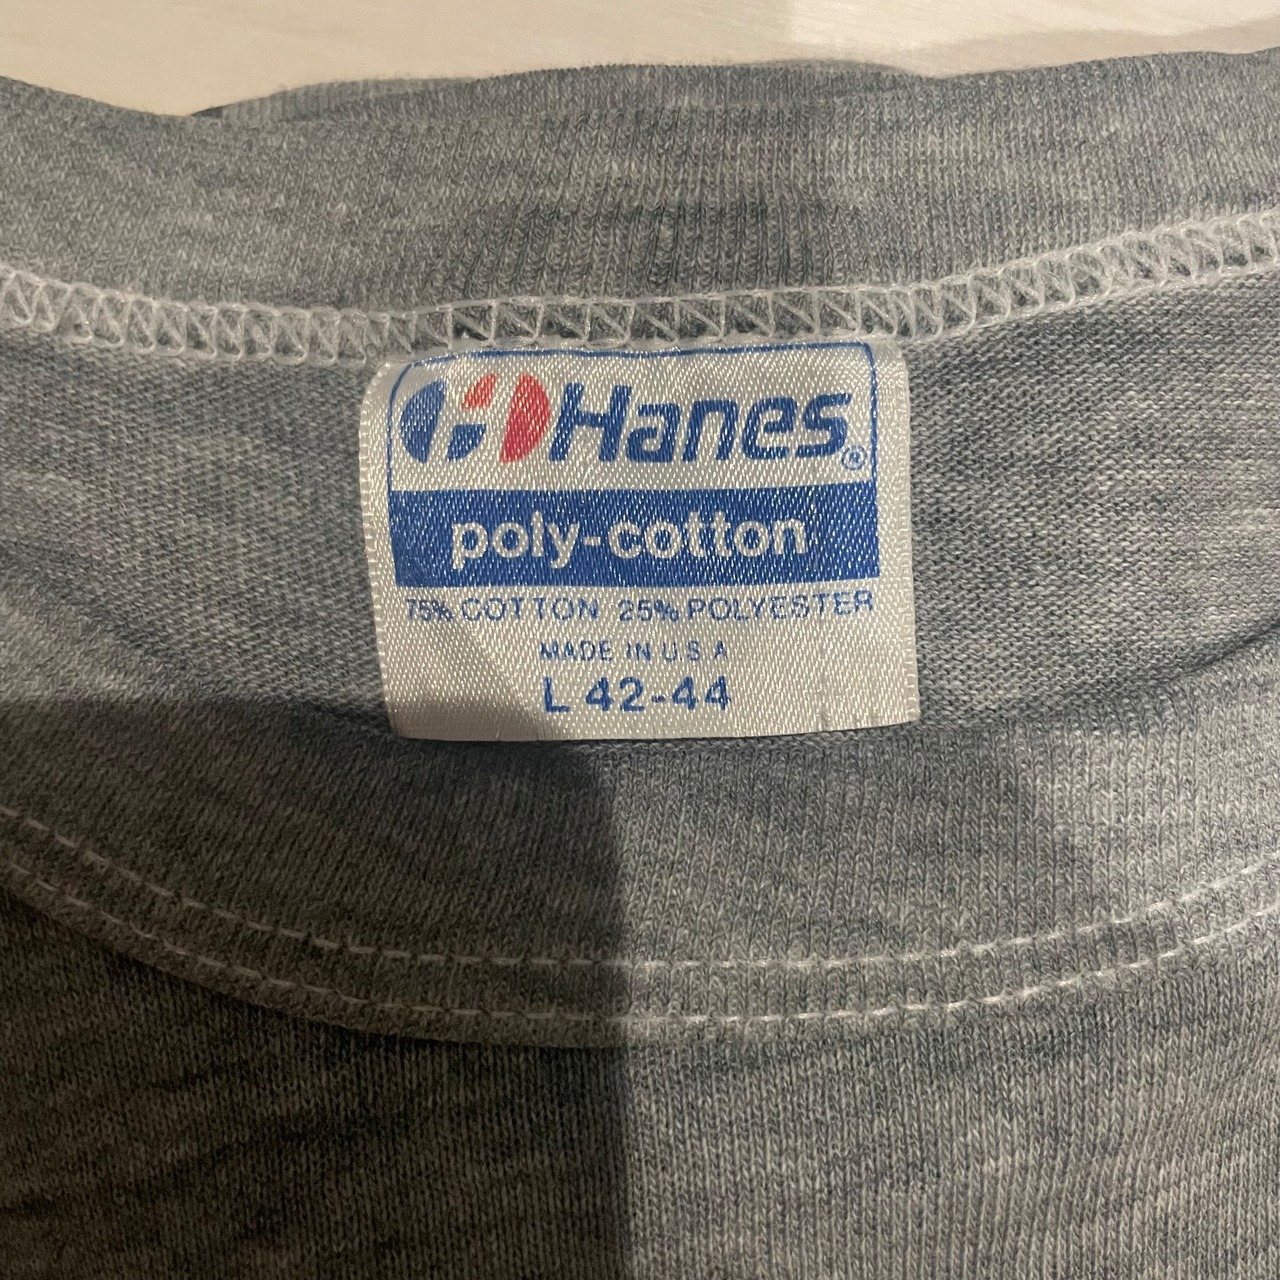 Hanes®
poly-cotton
75% COTTON 25% POLYESTER
MADE IN U.S.A
L 42-44